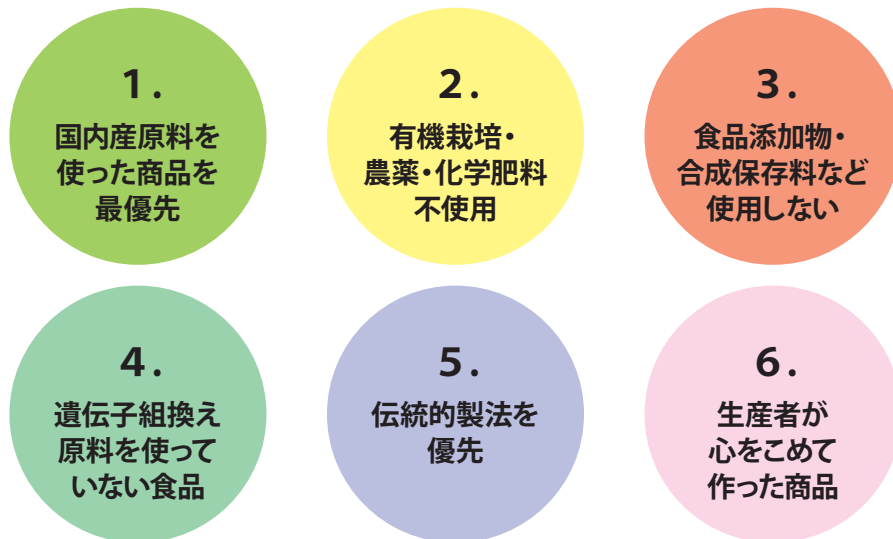 1.
国内産原料を
使った商品を
最優先
2.
有機栽培・
農薬・化学肥料
不使用
3.
食品添加物・
合成保存料など
使用しない
4.
遺伝子組換え
原料を使って
いない食品
5.
伝統的製法を
優先
6.
生産者が
心をこめて
作った商品